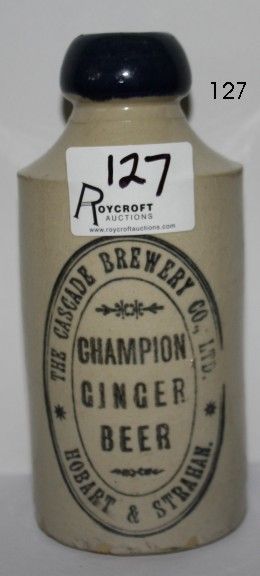 127
127
ROYCROFT
AUCTIONS
www.roycroftauctions.com
THE CASCADE BREWERY CO., LTD.
CHAMPION
GINGER
BEER
HOBART & STRAHAN.